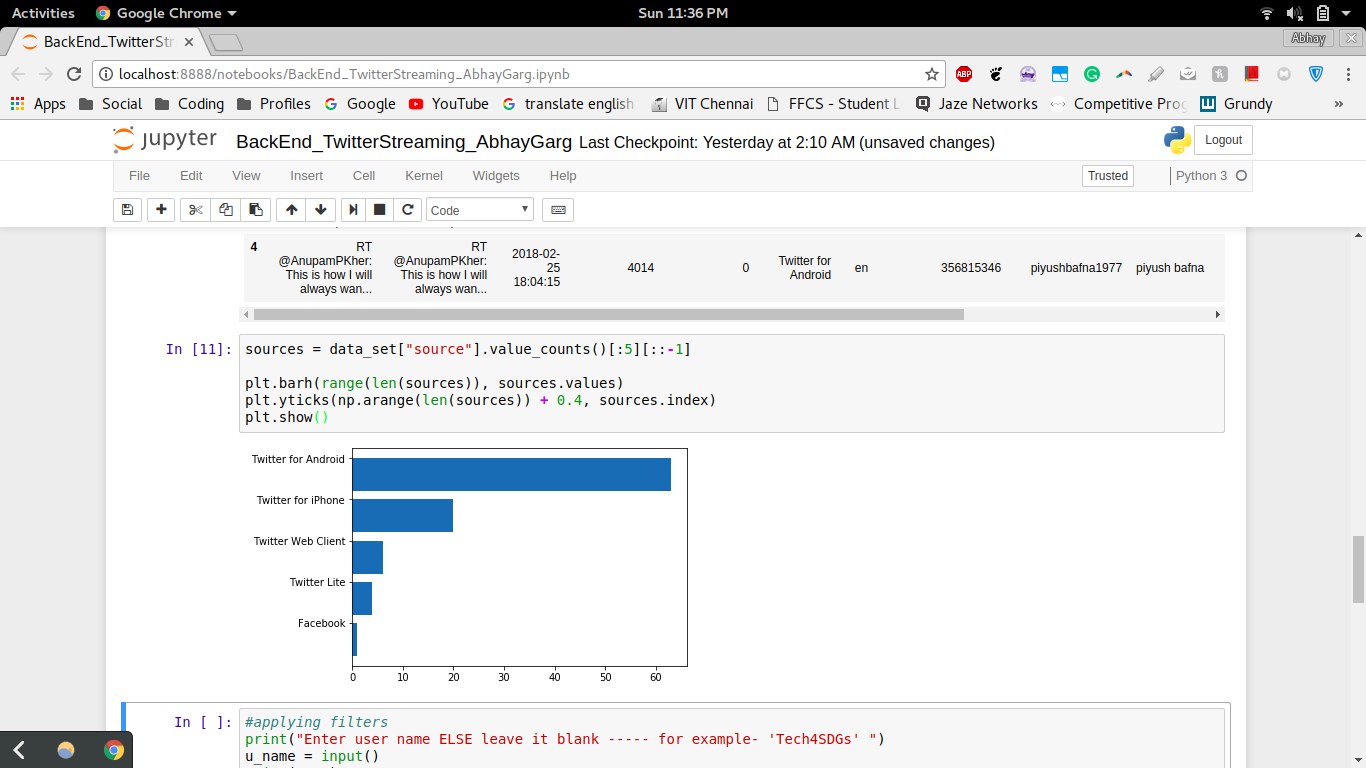 Activities Google Chrome Sun 11:36 PM
BackEnd_TwitterStr Abhay
localhost:8888/notebooks/BackEnd_TwitterStreaming_AbhayGarg.ipynb ABP
Apps Social Coding Profiles Google YouTube translate english VIT Chennai FFCS - Student L Jaze Networks Competitive Prog Grundy »
jupyter BackEnd_TwitterStreaming_AbhayGarg Last Checkpoint: Yesterday at 2:10 AM (unsaved changes) Logout
File Edit View Insert Cell Kernel Widgets Help Trusted Python 3
Code
4 RT @AnupamPKher: This is how I will always wan... RT @AnupamPKher: This is how I will always wan... 2018-02-25 18:04:15 4014 0 Twitter for Android en 356815346 piyushbafna1977 piyush bafna
In [11]: sources = data_set["source"].value_counts()[:5][::-1]
plt.barh(range(len(sources)), sources.values)
plt.yticks(np.arange(len(sources)) + 0.4, sources.index)
plt.show()
Twitter for Android
Twitter for iPhone
Twitter Web Client
Twitter Lite
Facebook
0 10 20 30 40 50 60
In [ ]: #applying filters
print("Enter user name ELSE leave it blank ----- for example- 'Tech4SDGs' ")
u_name = input()